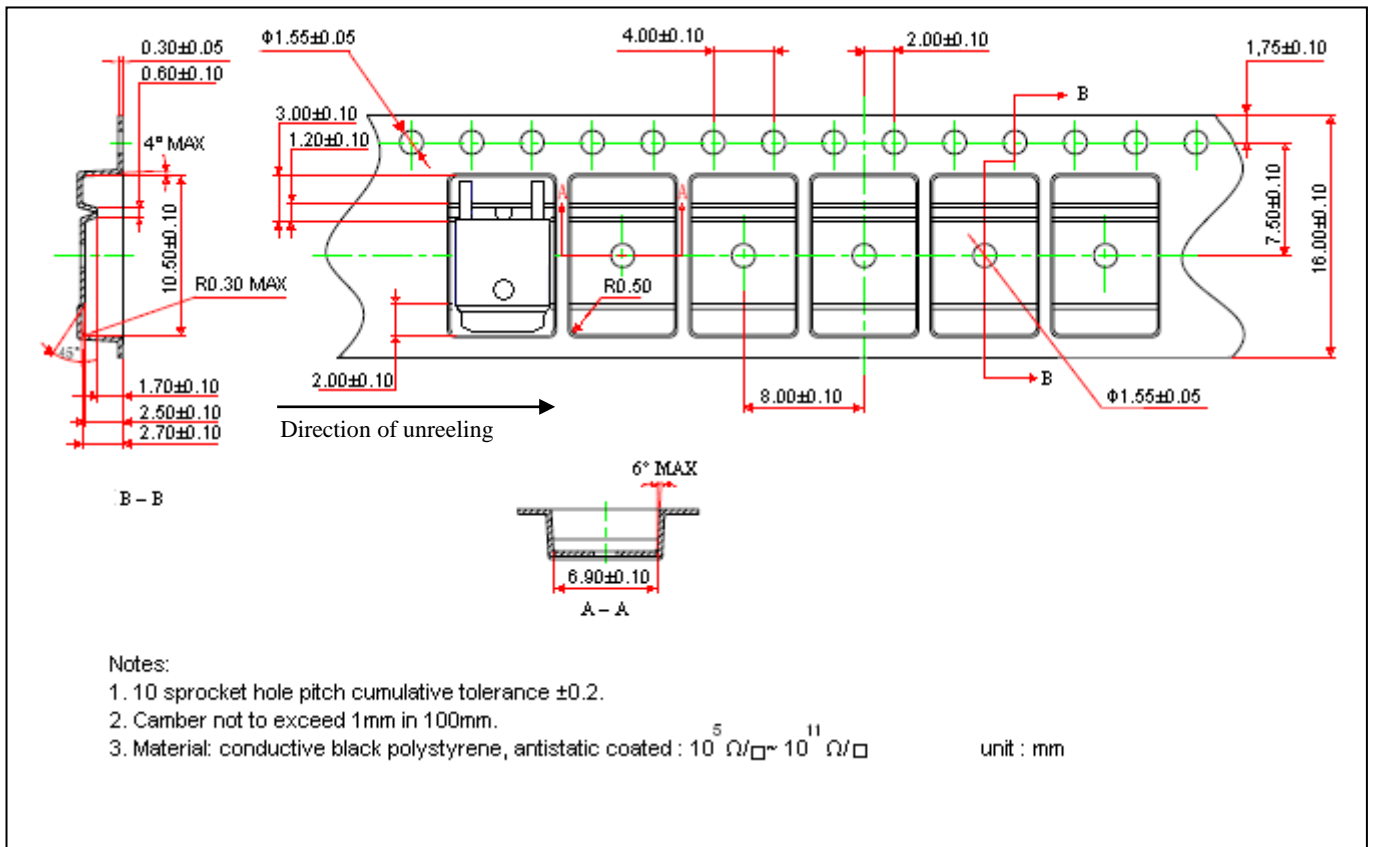 0.30±0.05
0.60±0.10
Φ1.55±0.05
4.00±0.10
2.00±0.10
1,75±0.10
3.00±0.10
1.20±0.10
4° MAX
B
A
A
10.50±0.10
7.50±0.10
16.00±0.10
R0.30 MAX
R0.50
45°
1.70±0.10
2.50±0.10
2.70±0.10
2.00±0.10
8.00±0.10
B
Φ1.55±0.05
Direction of unreeling
B – B
6° MAX
6.90±0.10
A – A
Notes:
1. 10 sprocket hole pitch cumulative tolerance ±0.2.
2. Camber not to exceed 1mm in 100mm.
3. Material: conductive black polystyrene, antistatic coated : 10⁵ Ω/□~ 10¹¹ Ω/□ unit : mm